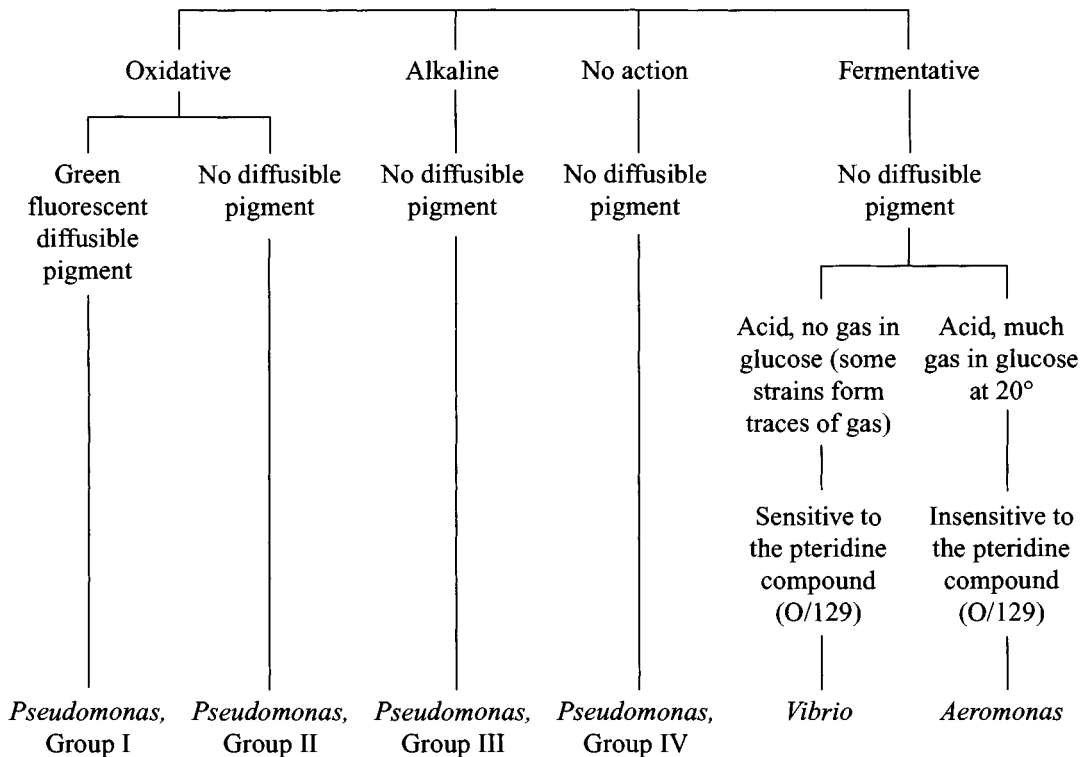 Oxidative
Alkaline
No action
Fermentative
Green
fluorescent
diffusible
pigment
No diffusible
pigment
No diffusible
pigment
No diffusible
pigment
No diffusible
pigment
Acid, no gas in
glucose (some
strains form
traces of gas)
Acid, much
gas in glucose
at 20°
Sensitive to
the pteridine
compound
(O/129)
Insensitive to
the pteridine
compound
(O/129)
Pseudomonas,
Group I
Pseudomonas,
Group II
Pseudomonas,
Group III
Pseudomonas,
Group IV
Vibrio
Aeromonas